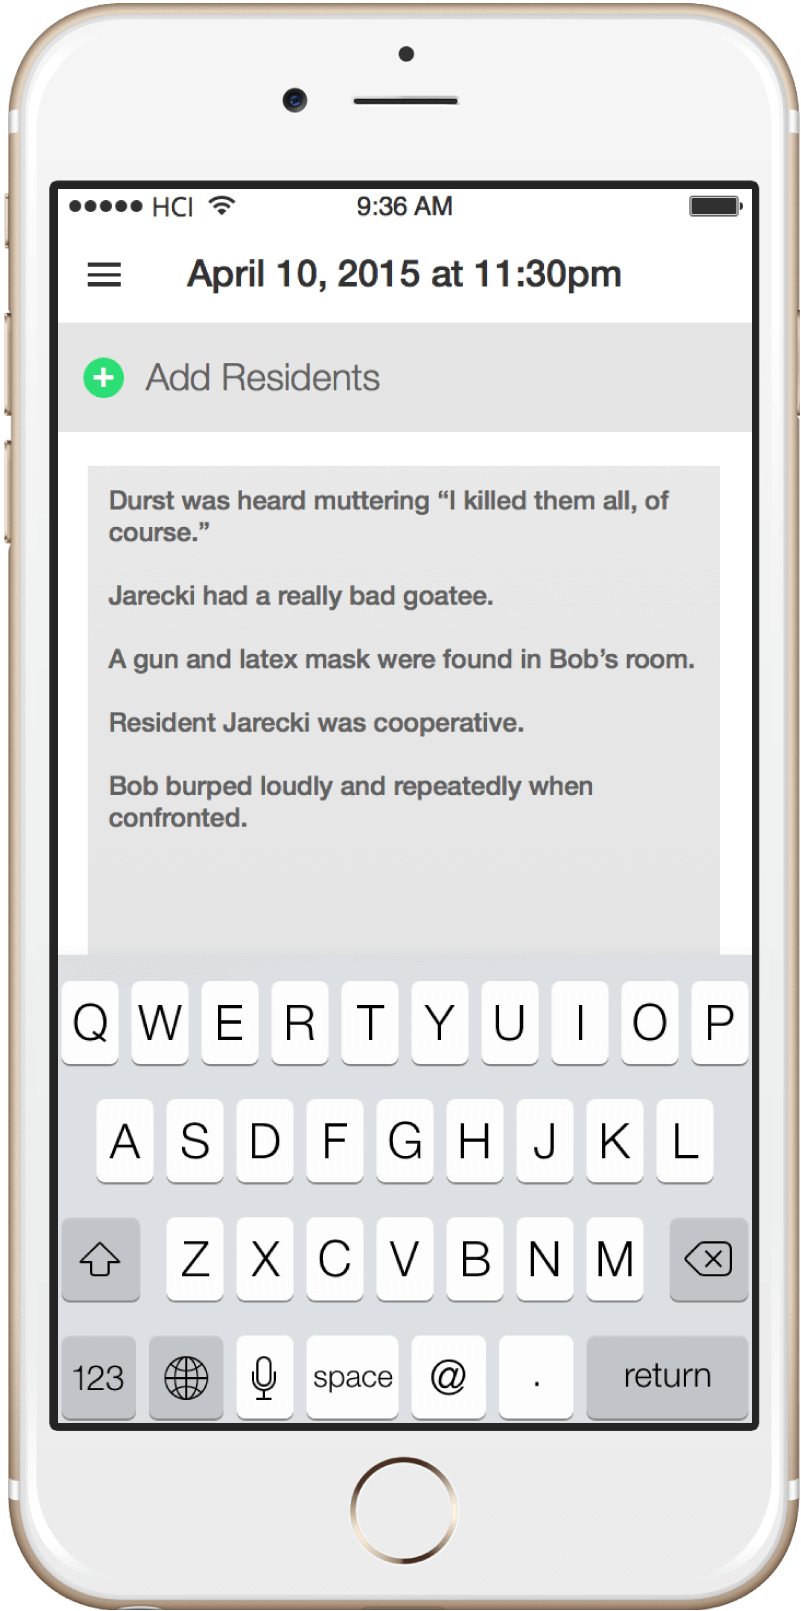 HCI 9:36 AM
April 10, 2015 at 11:30pm
Add Residents
Durst was heard muttering “I killed them all, of
course.”
Jarecki had a really bad goatee.
A gun and latex mask were found in Bob’s room.
Resident Jarecki was cooperative.
Bob burped loudly and repeatedly when
confronted.
Q W E R T Y U I O P
A S D F G H J K L
Z X C V B N M
123 space @ . return